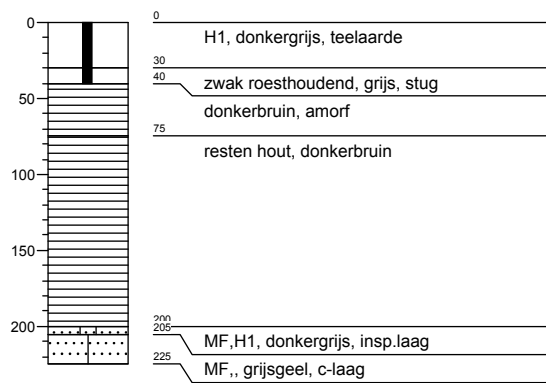 0
0
H1, donkergrijs, teelaarde
30
40
zwak roesthoudend, grijs, stug
50
donkerbruin, amorf
75
resten hout, donkerbruin
100
150
200
200
205
MF,H1, donkergrijs, insp.laag
225
MF,, grijsgeel, c-laag